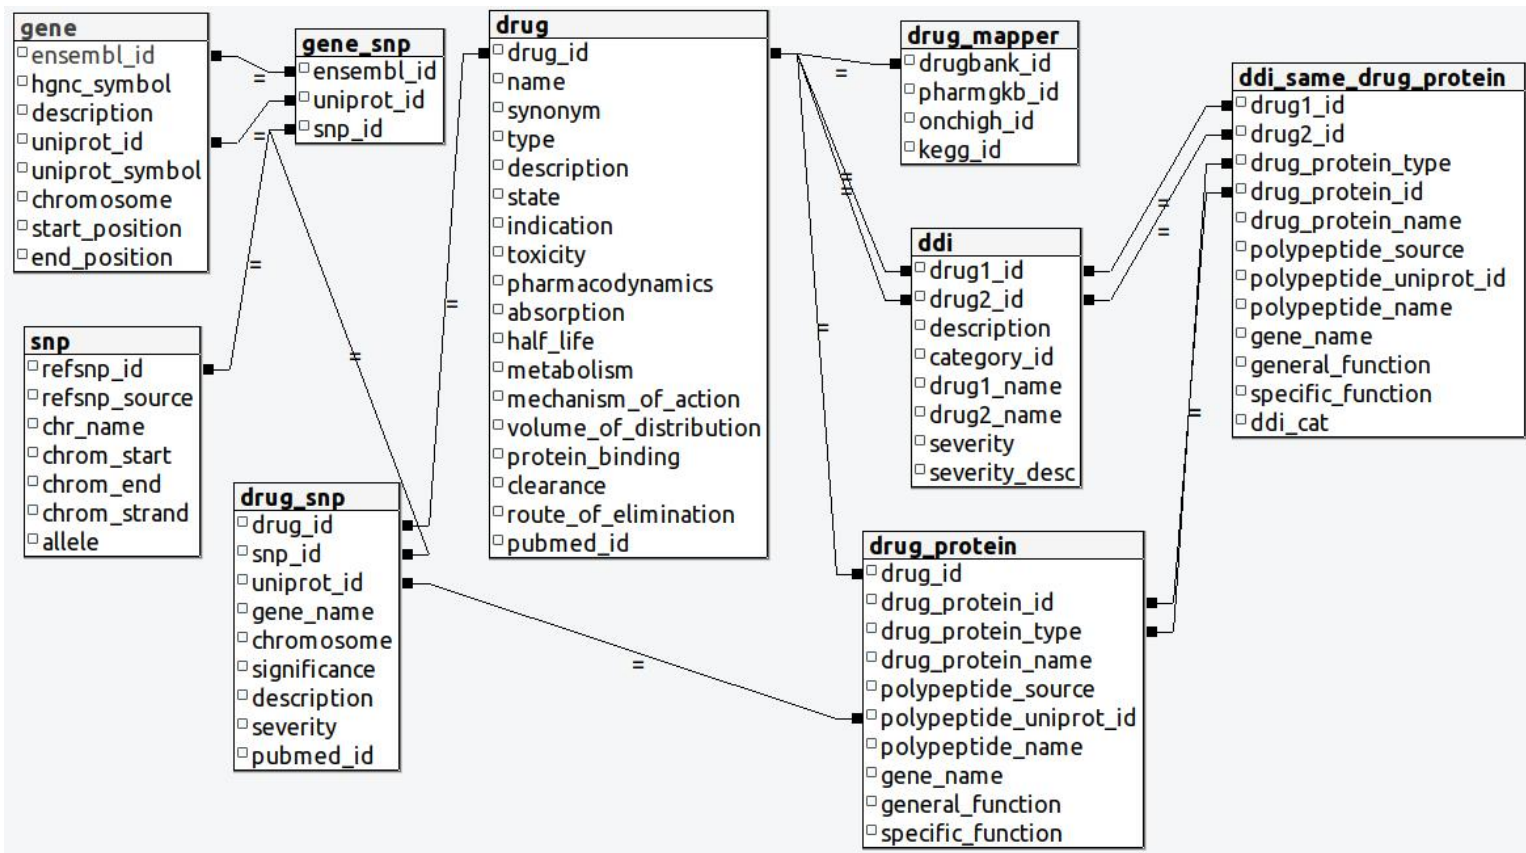 gene
ensembl_id
hgnc_symbol
description
uniprot_id
uniprot_symbol
chromosome
start_position
end_position
gene_snp
ensembl_id
uniprot_id
snp_id
snp
refsnp_id
refsnp_source
chr_name
chrom_start
chrom_end
chrom_strand
allele
drug_snp
drug_id
snp_id
uniprot_id
gene_name
chromosome
significance
description
severity
pubmed_id
drug
drug_id
name
synonym
type
description
state
indication
toxicity
pharmacodynamics
absorption
half_life
metabolism
mechanism_of_action
volume_of_distribution
protein_binding
clearance
route_of_elimination
pubmed_id
drug_mapper
drugbank_id
pharmgkb_id
onchigh_id
kegg_id
ddi
drug1_id
drug2_id
description
category_id
drug1_name
drug2_name
severity
severity_desc
drug_protein
drug_id
drug_protein_id
drug_protein_type
drug_protein_name
polypeptide_source
polypeptide_uniprot_id
polypeptide_name
gene_name
general_function
specific_function
ddi_same_drug_protein
drug1_id
drug2_id
drug_protein_type
drug_protein_id
drug_protein_name
polypeptide_source
polypeptide_uniprot_id
polypeptide_name
gene_name
general_function
specific_function
ddi_cat
=
=
=
=
=
=
=
=
=
=
=
=
=